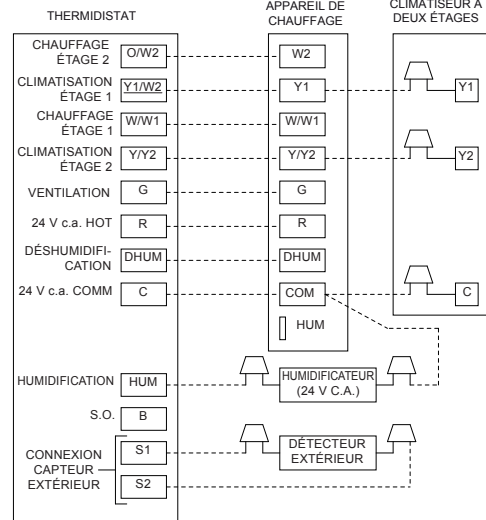 THERMIDISTAT
APPAREIL DE
CHAUFFAGE
CLIMATISEUR À
DEUX ÉTAGES
CHAUFFAGE
ÉTAGE 2
O/W2
W2
CLIMATISATION
ÉTAGE 1
Y1/W2
Y1
Y1
CHAUFFAGE
ÉTAGE 1
W/W1
W/W1
CLIMATISATION
ÉTAGE 2
Y/Y2
Y/Y2
Y2
VENTILATION
G
G
24 V c.a. HOT
R
R
DÉSHUMIDIFI-
CATION
DHUM
DHUM
24 V c.a. COMM
C
COM
C
HUM
HUMIDIFICATION
HUM
HUMIDIFICATEUR
(24 V C.A.)
S.O.
B
CONNEXION
CAPTEUR
EXTÉRIEUR
S1
S2
DÉTECTEUR
EXTÉRIEUR